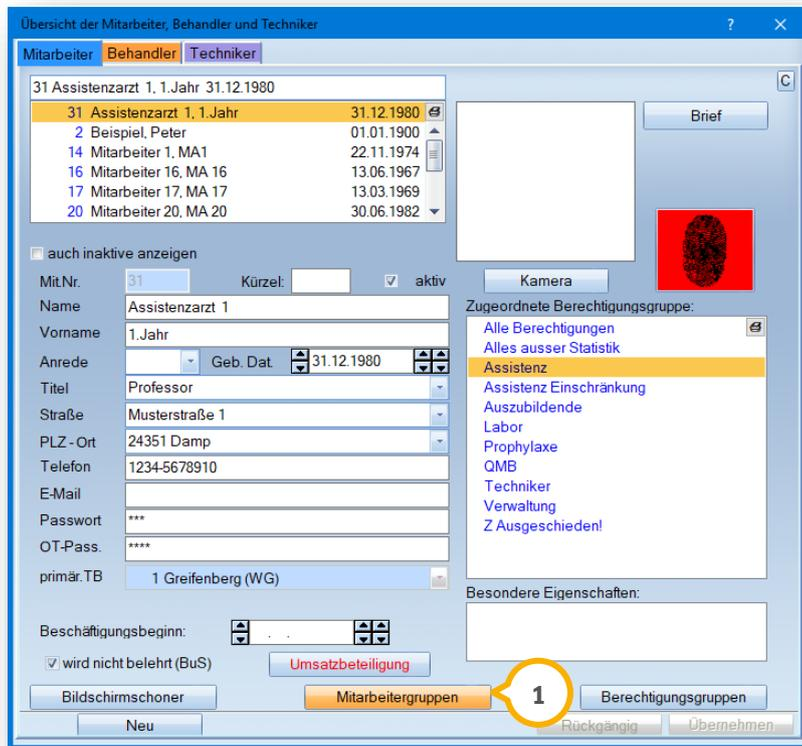 Übersicht der Mitarbeiter, Behandler und Techniker ? ×
Mitarbeiter Behandler Techniker
C
31 Assistenzarzt 1, 1.Jahr 31.12.1980
31 Assistenzarzt 1, 1.Jahr 31.12.1980
2 Beispiel, Peter 01.01.1900
14 Mitarbeiter 1, MA1 22.11.1974
16 Mitarbeiter 16, MA 16 13.06.1967
17 Mitarbeiter 17, MA 17 13.03.1969
20 Mitarbeiter 20, MA 20 30.06.1982
Brief
auch inaktive anzeigen
Mit.Nr. 31 Kürzel: aktiv
Kamera
Name Assistenzarzt 1
Vorname 1.Jahr
Anrede Geb. Dat. 31.12.1980
Titel Professor
Straße Musterstraße 1
PLZ - Ort 24351 Damp
Telefon 1234-5678910
E-Mail
Passwort ***
OT-Pass. ****
primär.TB 1 Greifenberg (WG)
Zugeordnete Berechtigungsgruppe:
Alle Berechtigungen
Alles ausser Statistik
Assistenz
Assistenz Einschränkung
Auszubildende
Labor
Prophylaxe
QMB
Techniker
Verwaltung
Z Ausgeschieden!
Besondere Eigenschaften:
Beschäftigungsbeginn: . .
wird nicht belehrt (BuS) Umsatzbeteiligung
Bildschirmschoner Mitarbeitergruppen 1 Berechtigungsgruppen
Neu Rückgängig Übernehmen